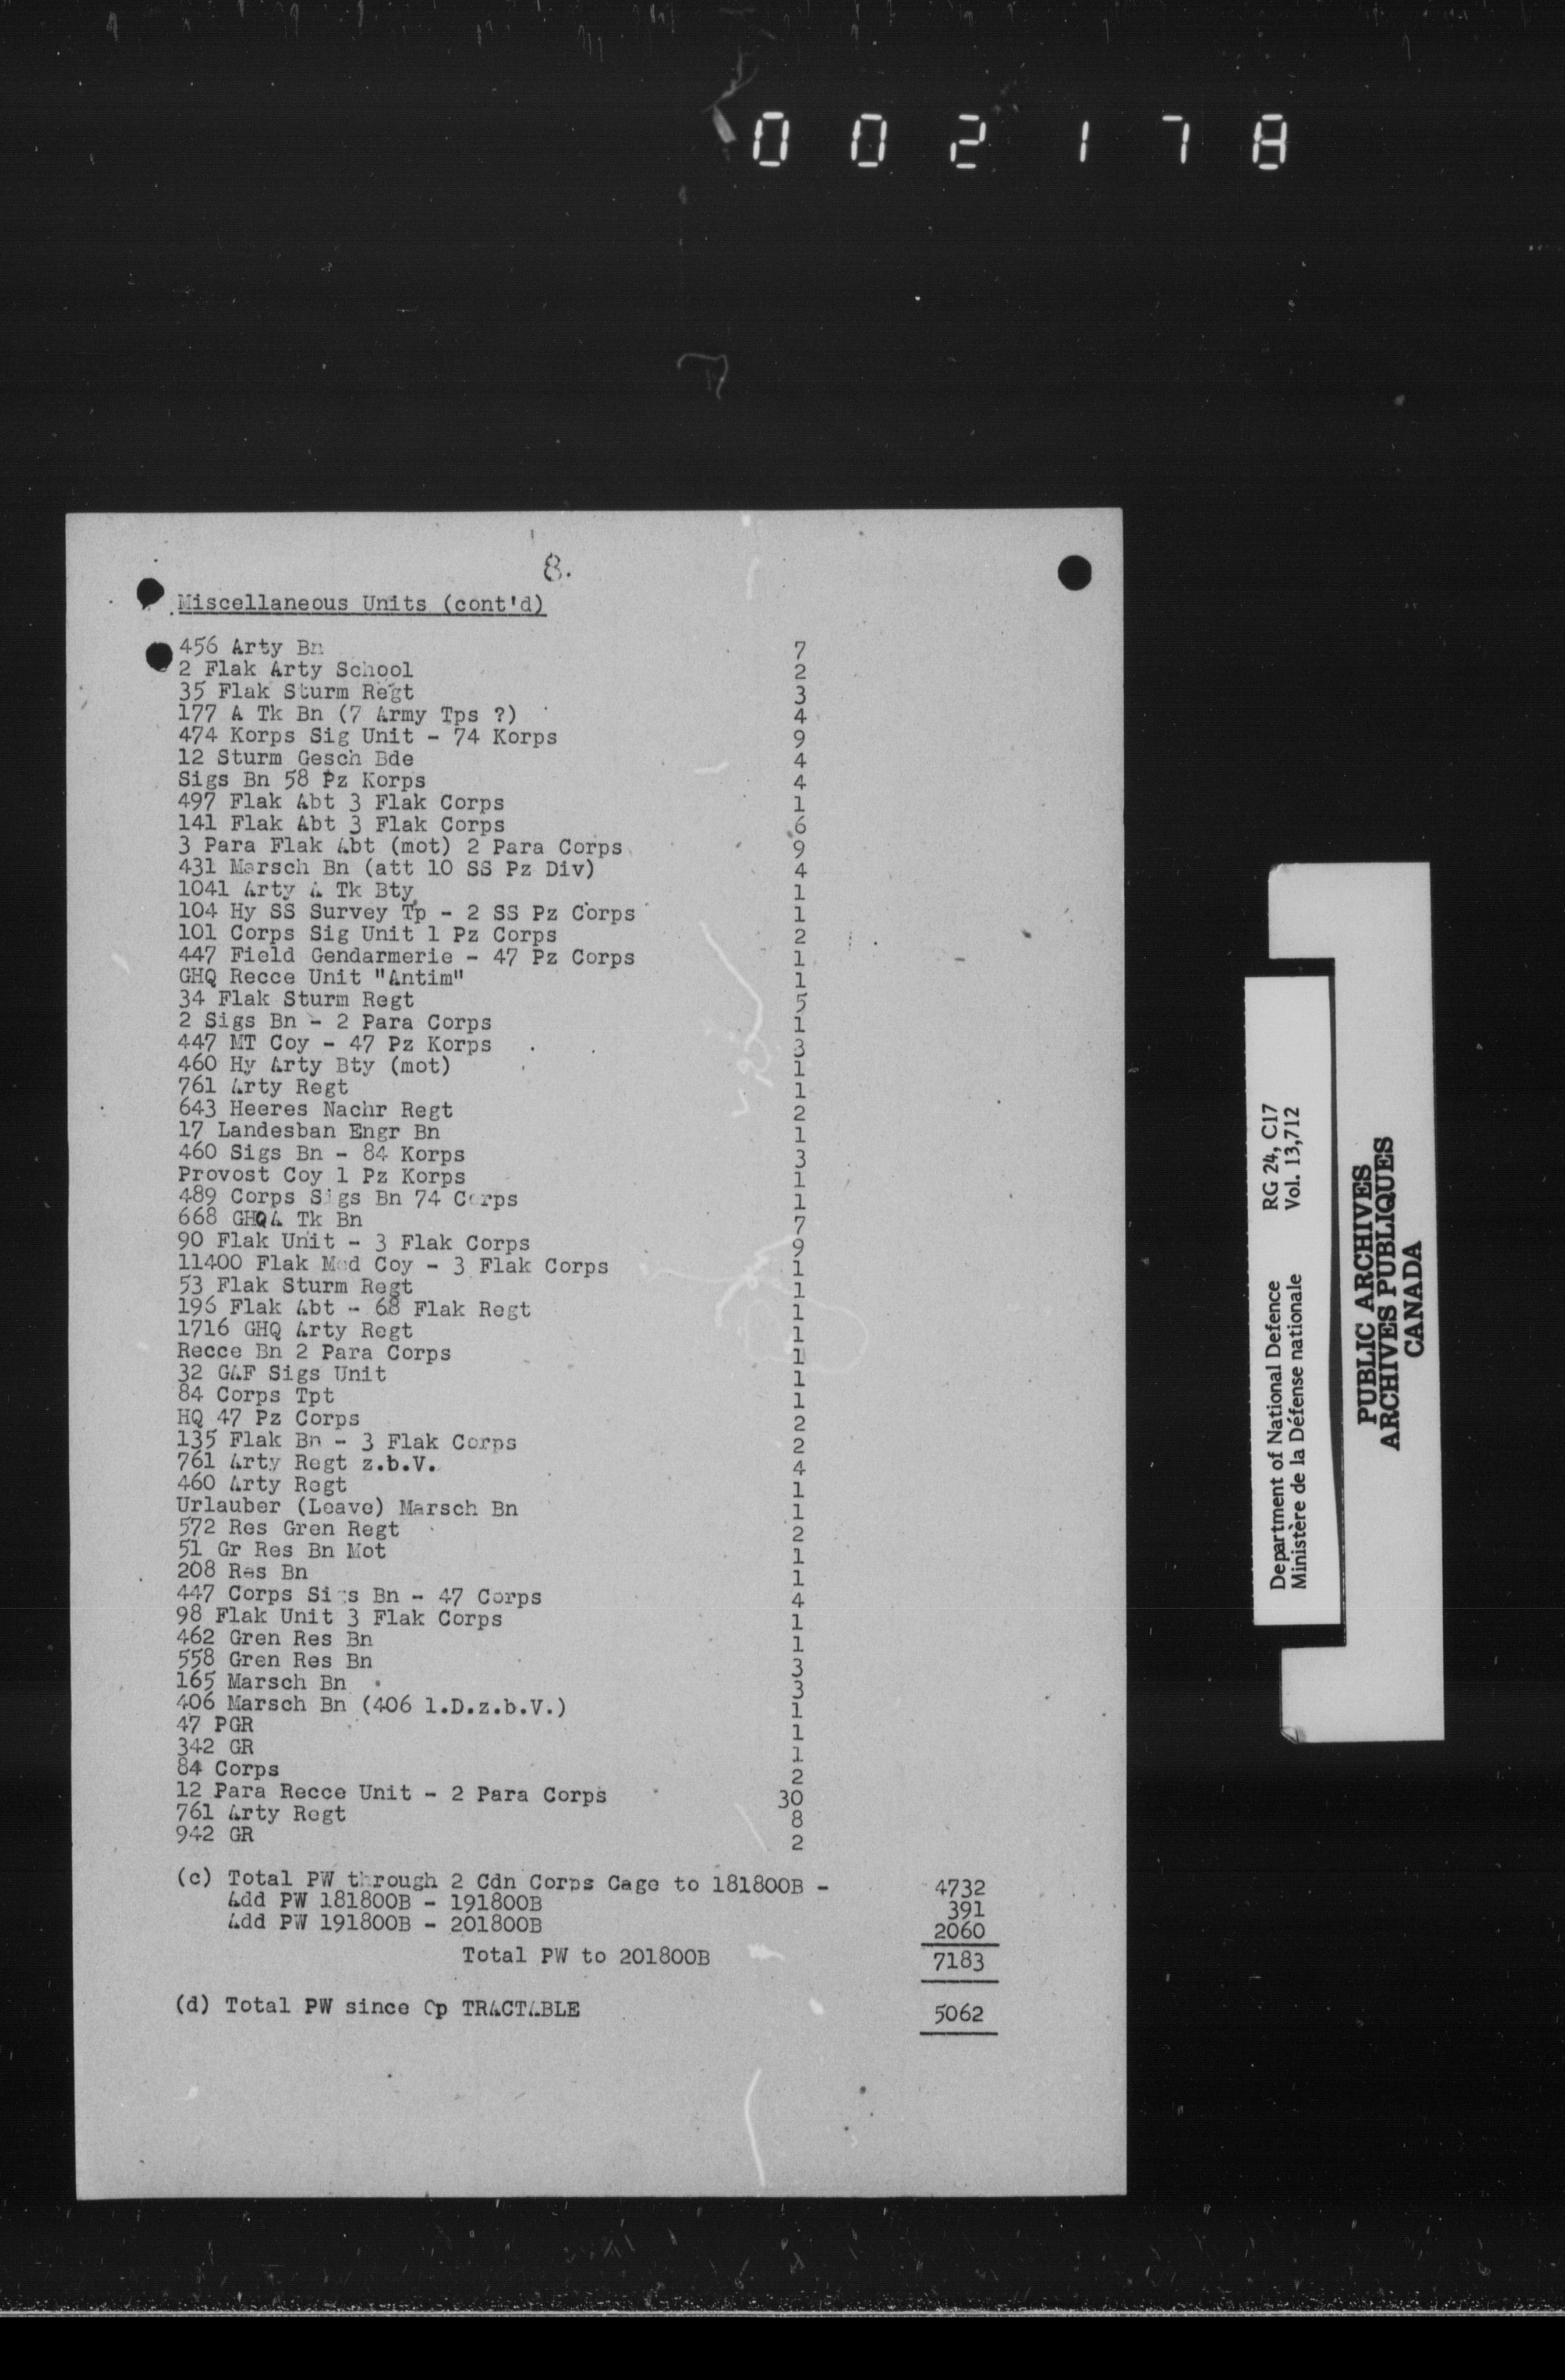 002178
8.
Miscellaneous Units (cont'd)
456 Arty Bn 7
2 Flak Arty School 2
35 Flak Sturm Regt 3
177 A Tk Bn (7 Army Tps ?) 4
474 Korps Sig Unit - 74 Korps 9
12 Sturm Gesch Bde 4
Sigs Bn 58 Pz Korps 4
497 Flak Abt 3 Flak Corps 1
141 Flak Abt 3 Flak Corps 6
3 Para Flak Abt (mot) 2 Para Corps 9
431 Marsch Bn (att 10 SS Pz Div) 4
1041 Arty A Tk Bty 1
104 Hy SS Survey Tp - 2 SS Pz Corps 1
101 Corps Sig Unit 1 Pz Corps 2
447 Field Gendarmerie - 47 Pz Corps 1
GHQ Recce Unit "Antim" 1
34 Flak Sturm Regt 5
2 Sigs Bn - 2 Para Corps 1
447 MT Coy - 47 Pz Korps 3
460 Hy Arty Bty (mot) 1
761 Arty Regt 1
643 Heeres Nachr Regt 2
17 Landesban Engr Bn 1
460 Sigs Bn - 84 Korps 3
Provost Coy 1 Pz Korps 1
489 Corps Sigs Bn 74 Corps 1
668 GHQA Tk Bn 7
90 Flak Unit - 3 Flak Corps 9
11400 Flak Med Coy - 3 Flak Corps 1
53 Flak Sturm Regt 1
196 Flak Abt - 68 Flak Regt 1
1716 GHQ Arty Regt 1
Recce Bn 2 Para Corps 1
32 GAF Sigs Unit 1
84 Corps Tpt 1
HQ 47 Pz Corps 2
135 Flak Bn - 3 Flak Corps 2
761 Arty Regt z.b.V. 4
460 Arty Regt 1
Urlauber (Leave) Marsch Bn 1
572 Res Gren Regt 2
51 Gr Res Bn Mot 1
208 Res Bn 1
447 Corps Sigs Bn - 47 Corps 4
98 Flak Unit 3 Flak Corps 1
462 Gren Res Bn 1
558 Gren Res Bn 3
165 Marsch Bn 3
406 Marsch Bn (406 l.D.z.b.V.) 1
47 PGR 1
342 GR 1
84 Corps 2
12 Para Recce Unit - 2 Para Corps 30
761 Arty Regt 8
942 GR 2
(c) Total PW through 2 Cdn Corps Cage to 181800B - 4732
Add PW 181800B - 191800B 391
Add PW 191800B - 201800B 2060
Total PW to 201800B 7183
(d) Total PW since Op TRACTABLE 5062
Department of National Defence RG 24, C17
Ministère de la Défense nationale Vol. 13,712
PUBLIC ARCHIVES
ARCHIVES PUBLIQUES
CANADA